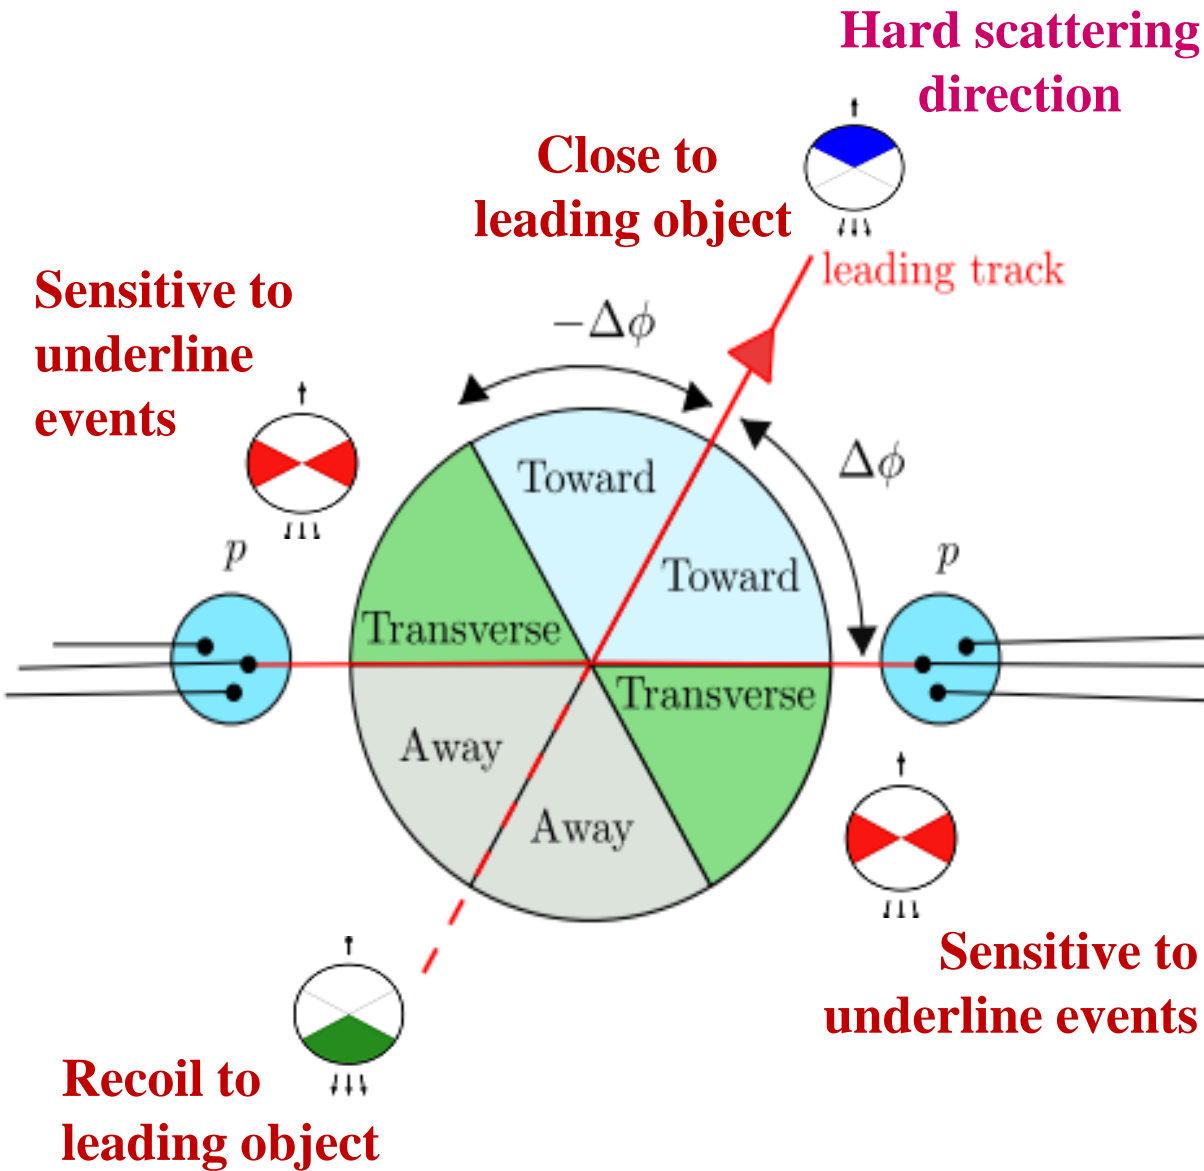 Hard scattering
direction
Close to
leading object
leading track
Sensitive to
underline
events
−Δϕ
Δϕ
Toward
Toward
p
p
Transverse
Transverse
Away
Away
Sensitive to
underline events
Recoil to
leading object